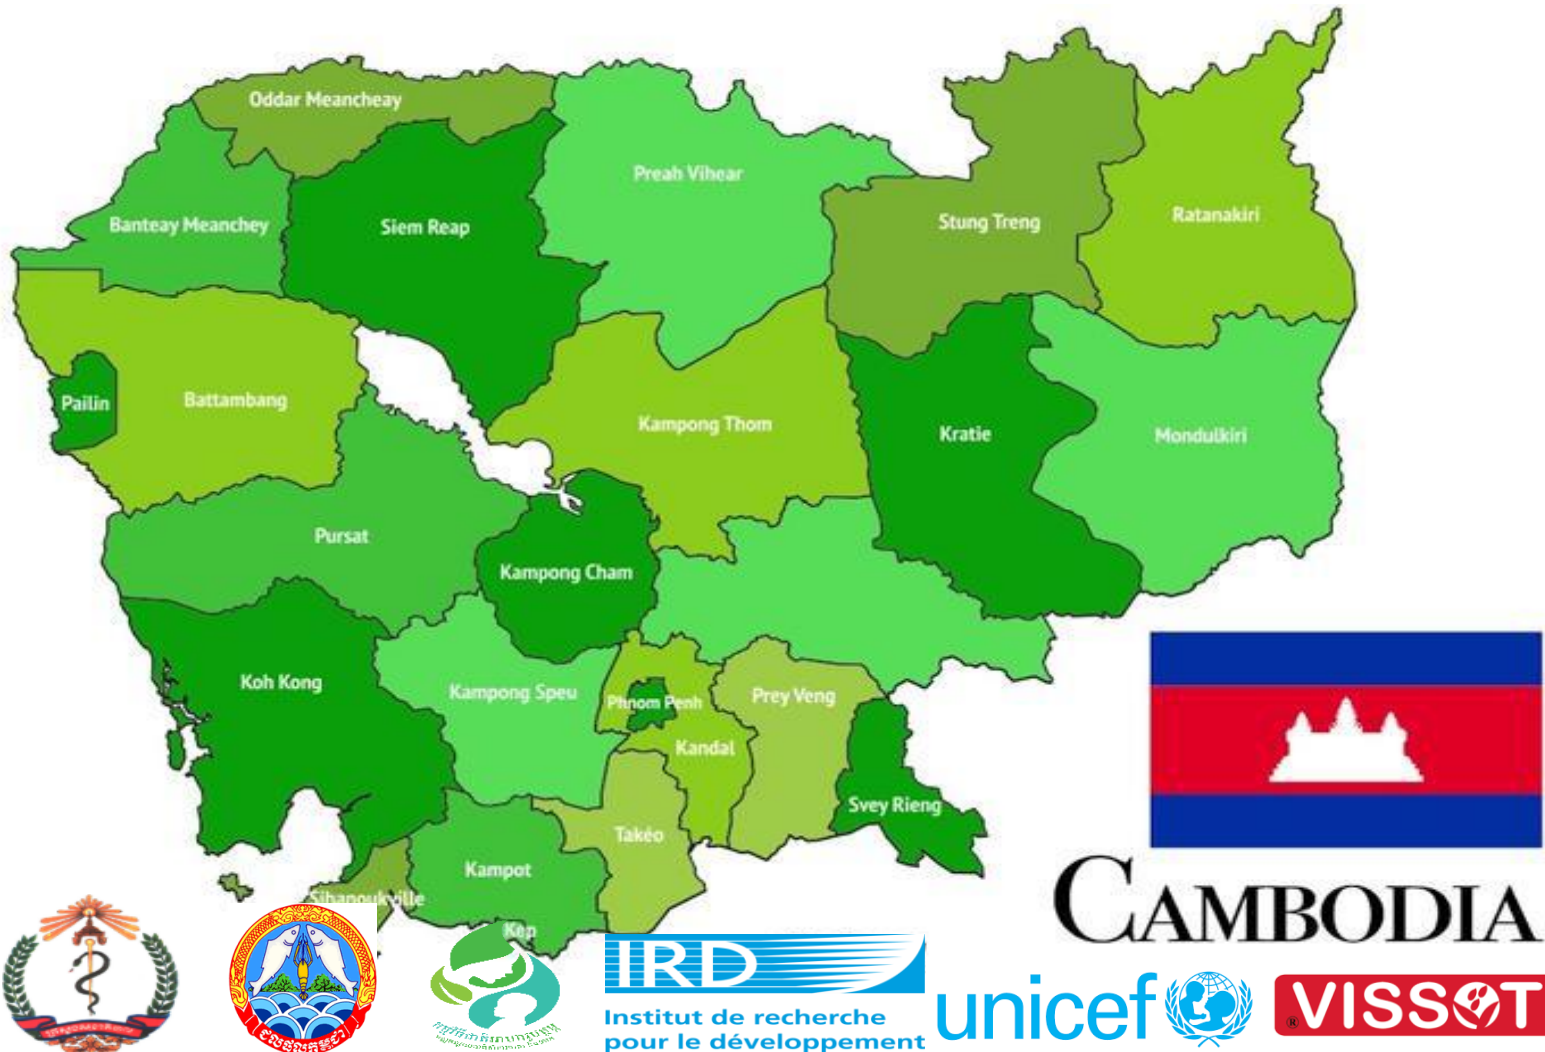 Oddar Meancheay
Preah Vihear
Stung Treng
Ratanakiri
Banteay Meanchey
Siem Reap
Pailin
Battambang
Kampong Thom
Kratie
Mondulkiri
Pursat
Kampong Cham
Koh Kong
Kampong Speu
Phnom Penh
Prey Veng
Kandal
Svey Rieng
Takéo
Kampot
Sihanoukville
Kep
CAMBODIA
IRD
Institut de recherche
pour le développement
unicef
® VISSOT